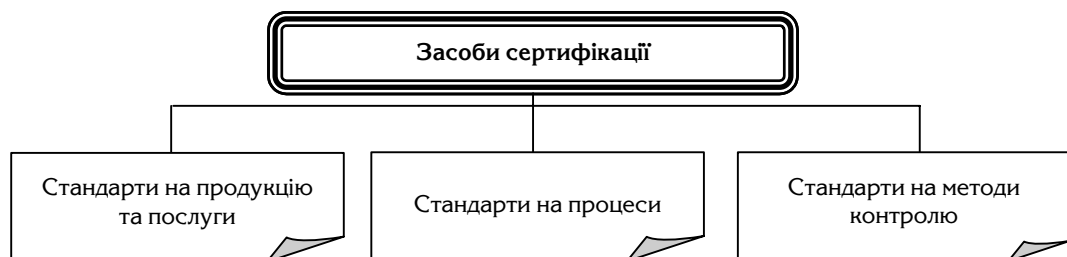 Засоби сертифікації
Стандарти на продукцію
та послуги
Стандарти на процеси
Стандарти на методи
контролю